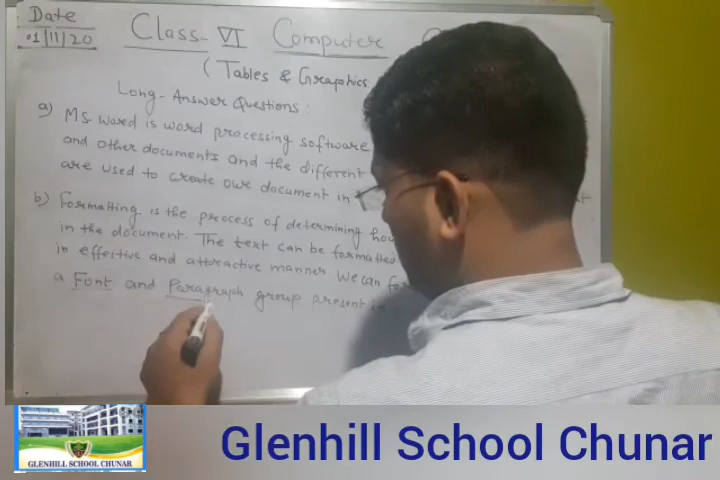 Date
01/11/20
Class-VI Computer
(Tables & Graphics
Long-Answer Questions:
a) Ms-Word is word processing software
and other documents and the different
are used to create our document in
b) Formatting is the process of determining
in the document. The text can be formatted
in effective and attractive manner We can
a Font and Paragraph group present
GLENHILL SCHOOL CHUNAR
Glenhill School Chunar